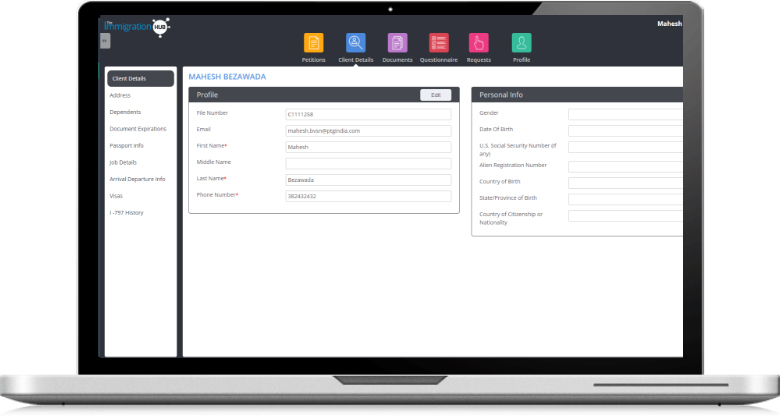 The
immigration HUB
Mahesh
Petitions
Client Details
Documents
Questionnaire
Requests
Profile
Client Details
Address
Dependents
Document Expirations
Passport Info
Job Details
Arrival Departure Info
Visas
I -797 History
MAHESH BEZAWADA
Profile
Edit
File Number
C1111268
Email
mahesh.bvsn@ptgindia.com
First Name*
Mahesh
Middle Name
Last Name*
Bezawada
Phone Number*
382432432
Personal Info
Gender
Date Of Birth
U.S. Social Security Number (if
any)
Alien Registration Number
Country of Birth
State/Province of Birth
Country of Citizenship or
Nationality